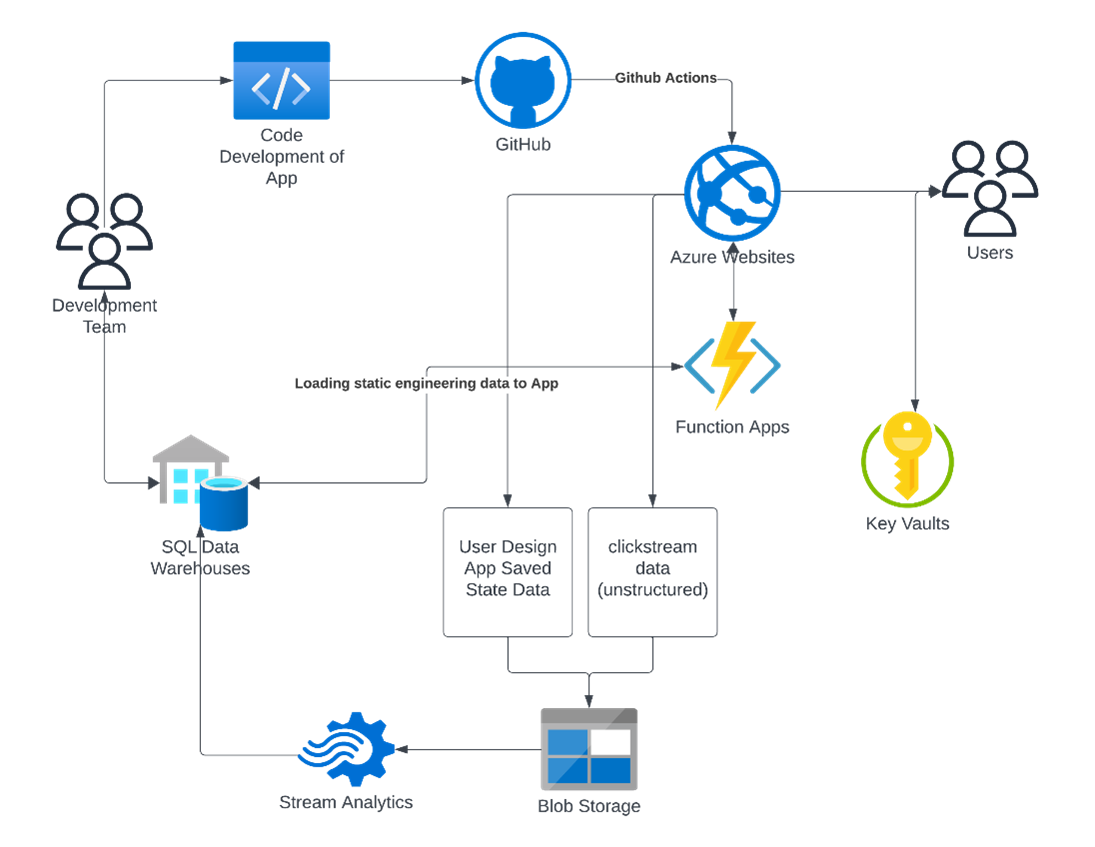 Github Actions
Code
Development of
App
GitHub
Users
Azure Websites
Development
Team
Loading static engineering data to App
Function Apps
Key Vaults
SQL Data
Warehouses
User Design
App Saved
State Data
clickstream
data
(unstructured)
Stream Analytics
Blob Storage